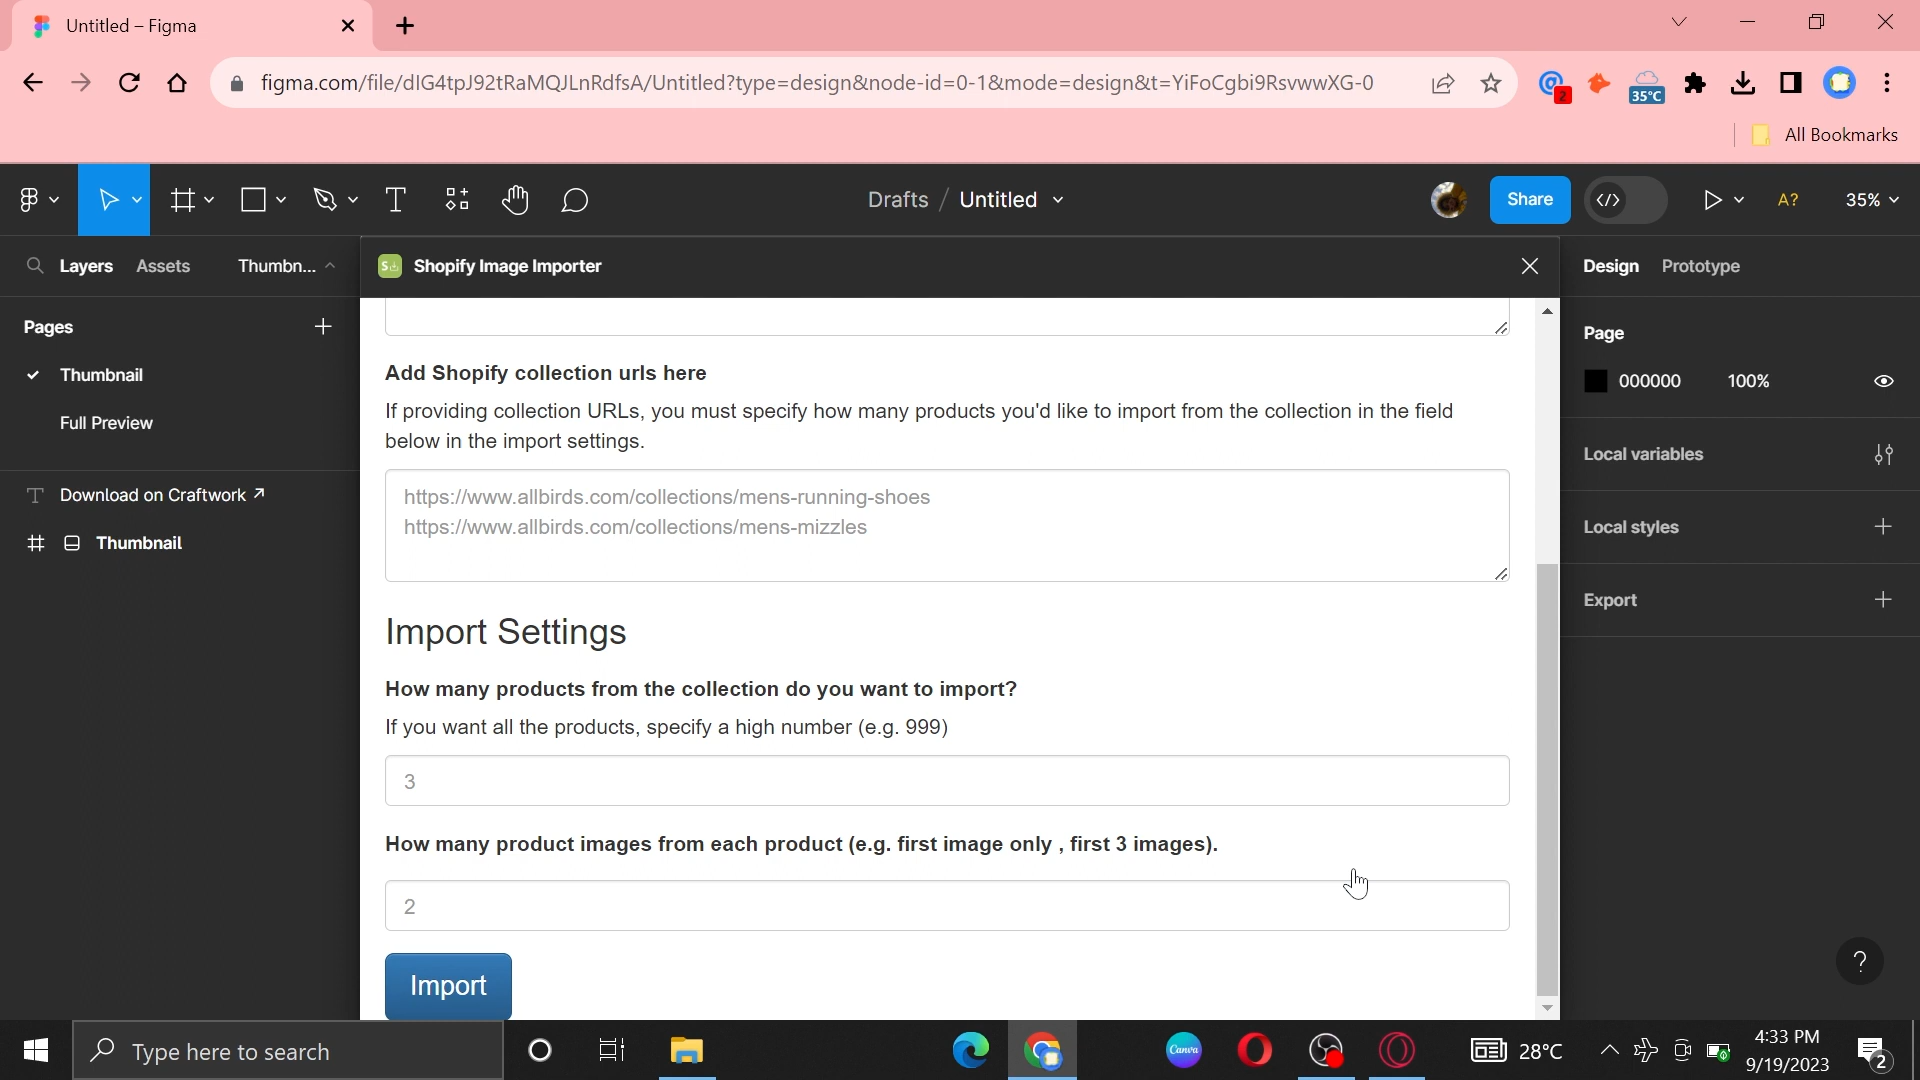 Untitled – Figma
figma.com/file/dIG4tpJ92tRaMQJLnRdfsA/Untitled?type=design&node-id=0-1&mode=design&t=YiFoCgbi9RsvwwXG-0
2
35°C
All Bookmarks
Drafts / Untitled
Share
A?
35%
Layers Assets Thumbn...
Shopify Image Importer
Design Prototype
Pages
Thumbnail
Full Preview
Download on Craftwork ↗
Thumbnail
Add Shopify collection urls here
If providing collection URLs, you must specify how many products you'd like to import from the collection in the field
below in the import settings.
https://www.allbirds.com/collections/mens-running-shoes
https://www.allbirds.com/collections/mens-mizzles
Import Settings
How many products from the collection do you want to import?
If you want all the products, specify a high number (e.g. 999)
3
How many product images from each product (e.g. first image only , first 3 images).
2
Import
Page
000000 100%
Local variables
Local styles
Export
?
Type here to search
Canva
28°C
4:33 PM
9/19/2023
2